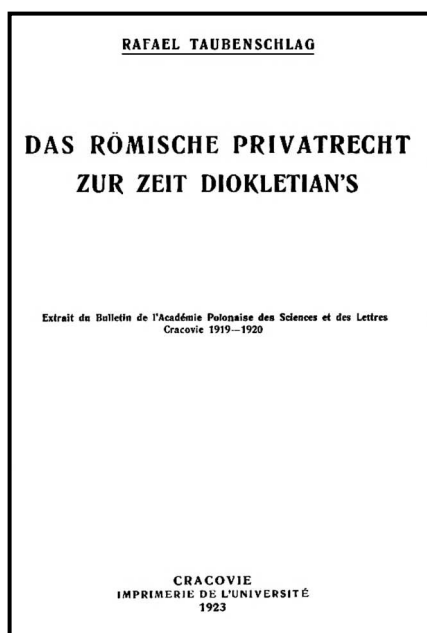 RAFAEL TAUBENSCHLAG
DAS RÖMISCHE PRIVATRECHT
ZUR ZEIT DIOKLETIAN'S
Extrait du Bulletin de l'Académie Polonaise des Sciences et des Lettres
Cracovie 1919—1920
CRACOVIE
IMPRIMERIE DE L'UNIVERSITÉ
1923